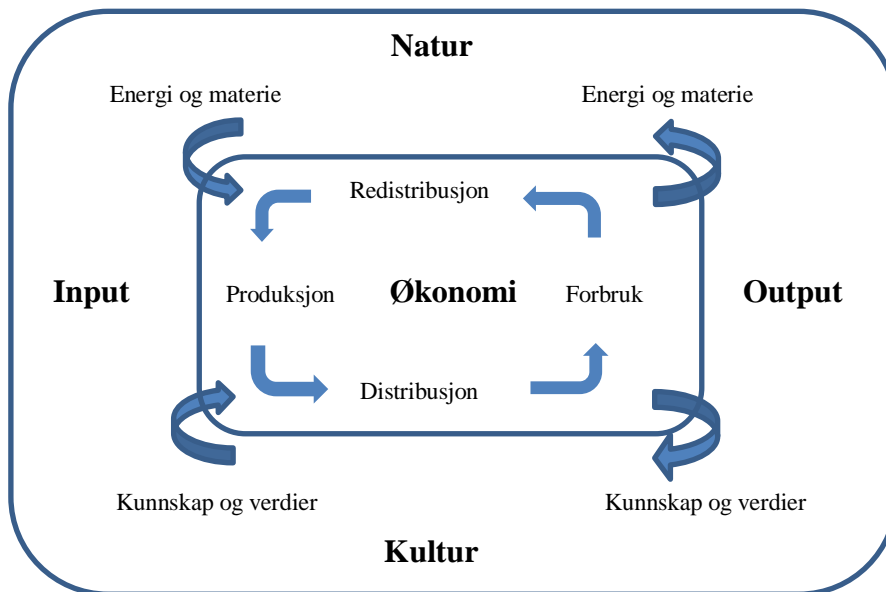 Natur
Energi og materie
Energi og materie
Redistribusjon
Input
Produksjon
Økonomi
Forbruk
Output
Distribusjon
Kunnskap og verdier
Kunnskap og verdier
Kultur